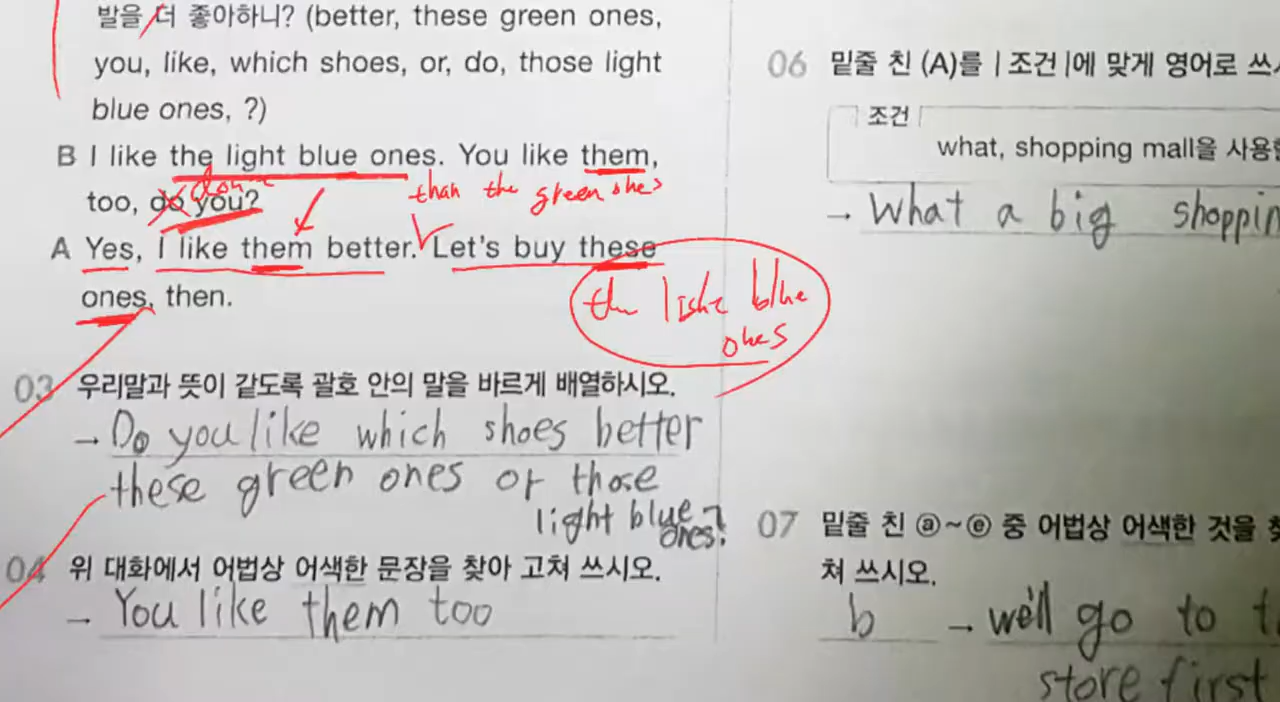 발을 더 좋아하니? (better, these green ones,
you, like, which shoes, or, do, those light
blue ones, ?)
B I like the light blue ones. You like them,
too, do you?
don't
than the green shoes
A Yes, I like them better. Let's buy these
ones, then.
the light blue
ones
03 우리말과 뜻이 같도록 괄호 안의 말을 바르게 배열하시오.
→ Do you like which shoes better
these green ones or those
light blue
ones?
04 위 대화에서 어법상 어색한 문장을 찾아 고쳐 쓰시오.
→ You like them too
06 밑줄 친 (A)를 | 조건 |에 맞게 영어로 쓰시
조건
what, shopping mall을 사용
→ What a big shoppin
07 밑줄 친 ⓐ~ⓔ 중 어법상 어색한 것을 찾
쳐 쓰시오.
b → we'll go to t
store first